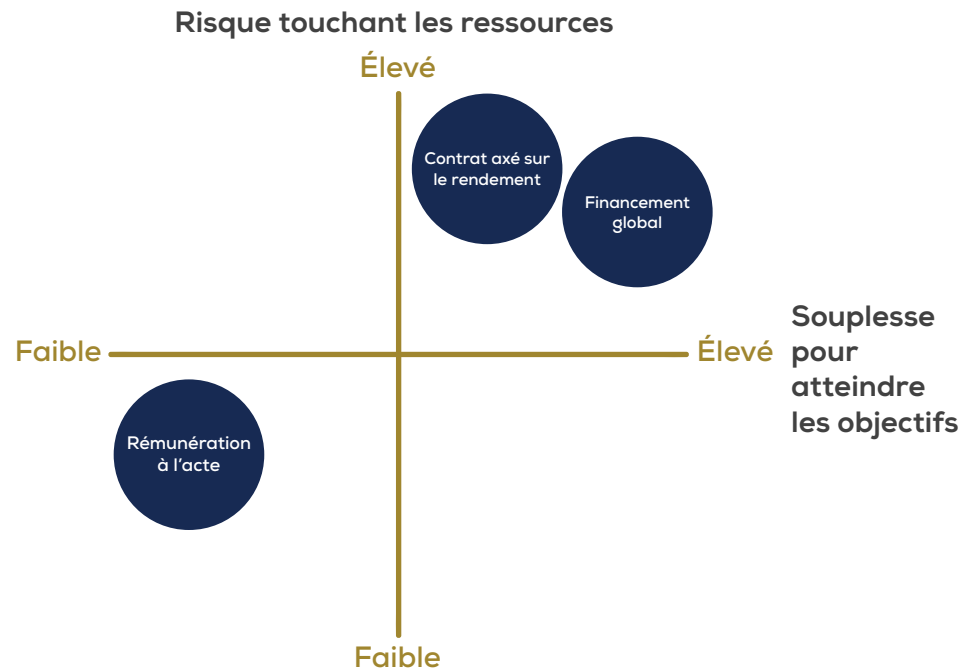 Risque touchant les ressources
Élevé
Contrat axé sur
le rendement
Financement
global
Souplesse
pour
atteindre
les objectifs
Faible
Élevé
Rémunération
à l’acte
Faible